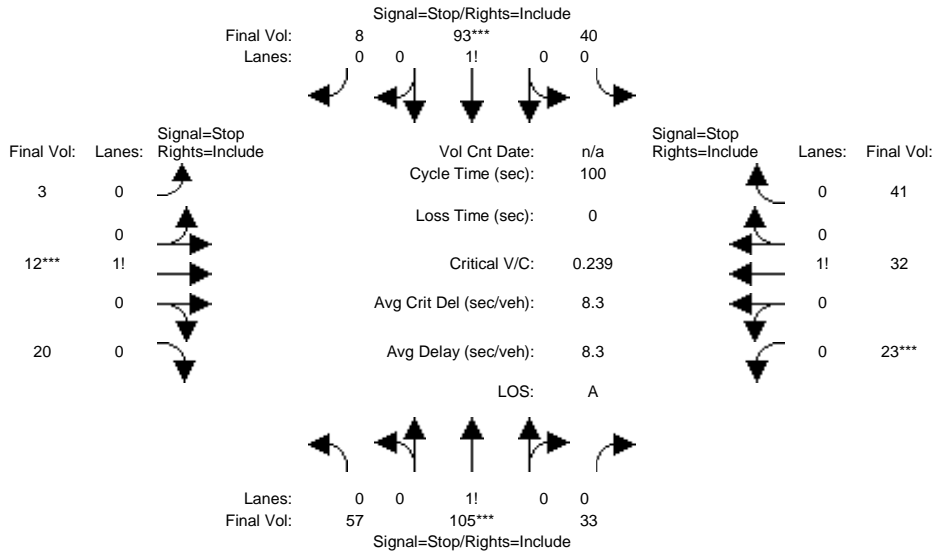 Signal=Stop/Rights=Include
Final Vol: 8 93*** 40
Lanes: 0 0 1! 0 0
Signal=Stop
Final Vol: Lanes: Rights=Include
Vol Cnt Date: n/a
Signal=Stop
Rights=Include Lanes: Final Vol:
Cycle Time (sec): 100
3 0
0 41
Loss Time (sec): 0
0
0
12*** 1!
Critical V/C: 0.239
1! 32
0
Avg Crit Del (sec/veh): 8.3
0
20 0
Avg Delay (sec/veh): 8.3
0 23***
LOS: A
Lanes: 0 0 1! 0 0
Final Vol: 57 105*** 33
Signal=Stop/Rights=Include